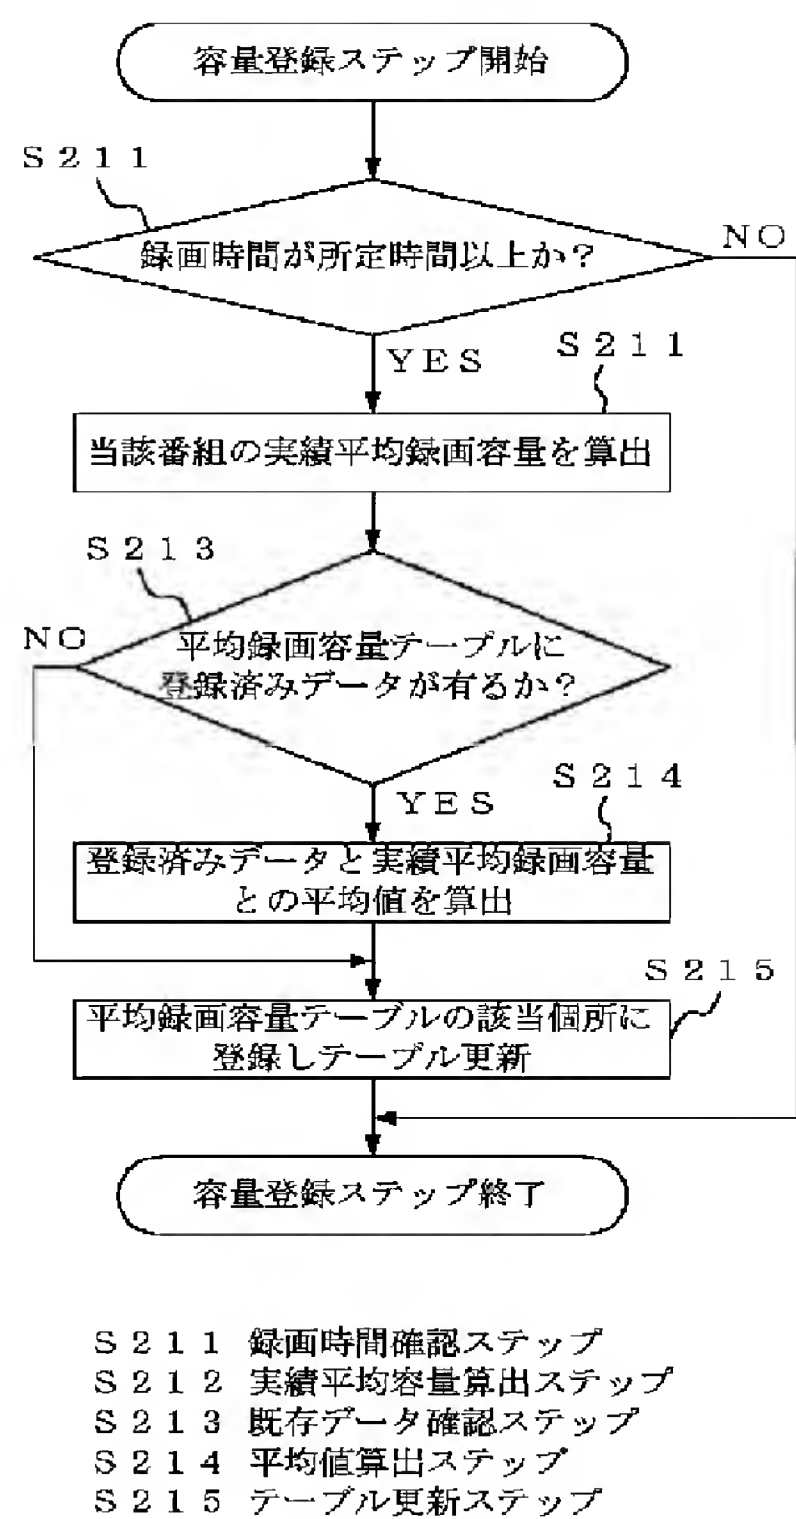 容量登録ステップ開始
S211
録画時間が所定時間以上か？
NO
YES
S211
当該番組の実績平均録画容量を算出
S213
NO
平均録画容量テーブルに
登録済みデータが有るか？
YES
S214
登録済みデータと実績平均録画容量
との平均値を算出
S215
平均録画容量テーブルの該当個所に
登録しテーブル更新
容量登録ステップ終了
S211 録画時間確認ステップ
S212 実績平均容量算出ステップ
S213 既存データ確認ステップ
S214 平均値算出ステップ
S215 テーブル更新ステップ